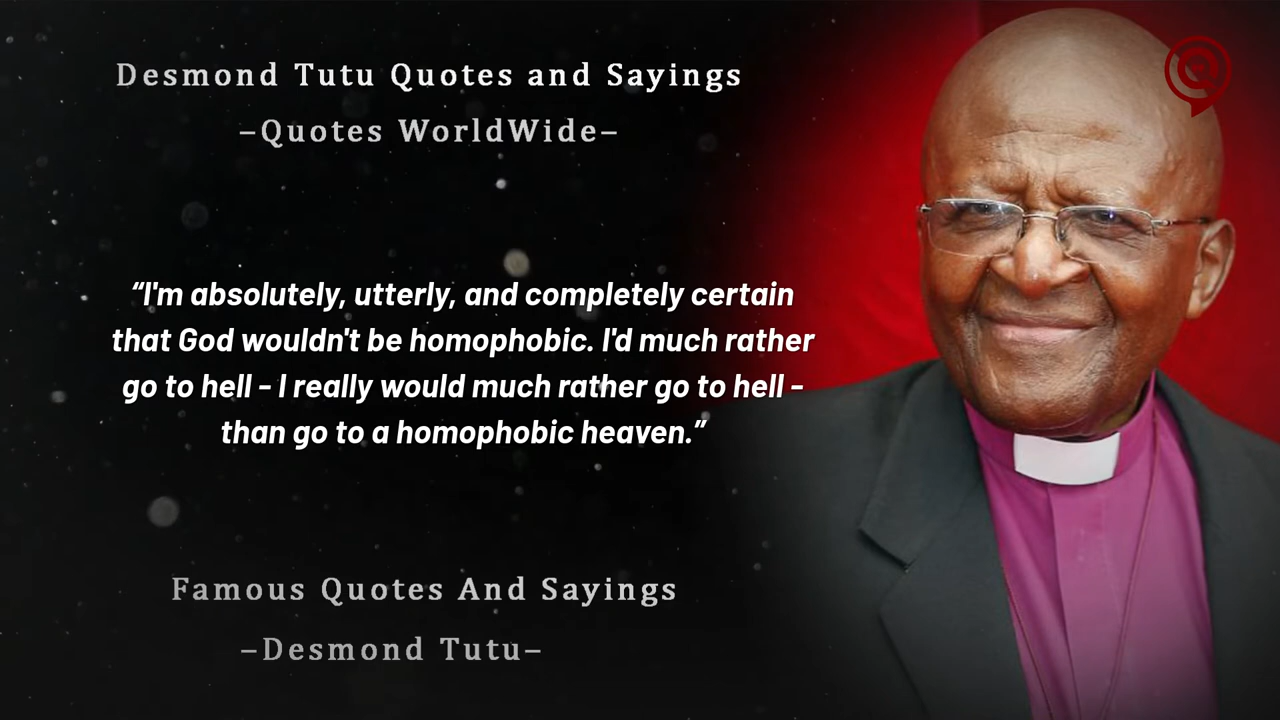 Desmond Tutu Quotes and Sayings
–Quotes WorldWide–
“I'm absolutely, utterly, and completely certain
that God wouldn't be homophobic. I'd much rather
go to hell – I really would much rather go to hell –
than go to a homophobic heaven.”
Famous Quotes And Sayings
–Desmond Tutu–